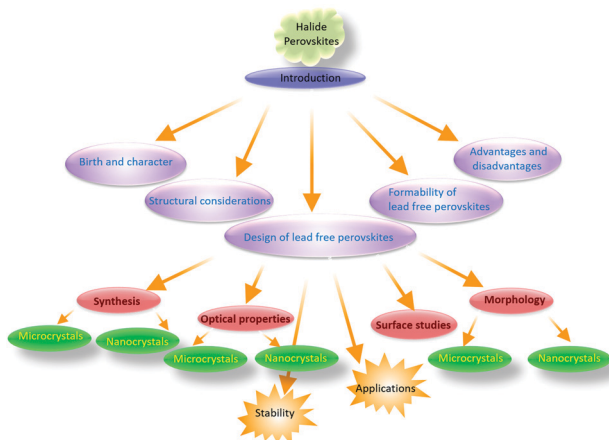 Halide
Perovskites
Introduction
Birth and character
Advantages and
disadvantages
Structural considerations
Formability of
lead free perovskites
Design of lead free perovskites
Synthesis
Optical properties
Surface studies
Morphology
Microcrystals
Nanocrystals
Microcrystals
Nanocrystals
Microcrystals
Nanocrystals
Stability
Applications